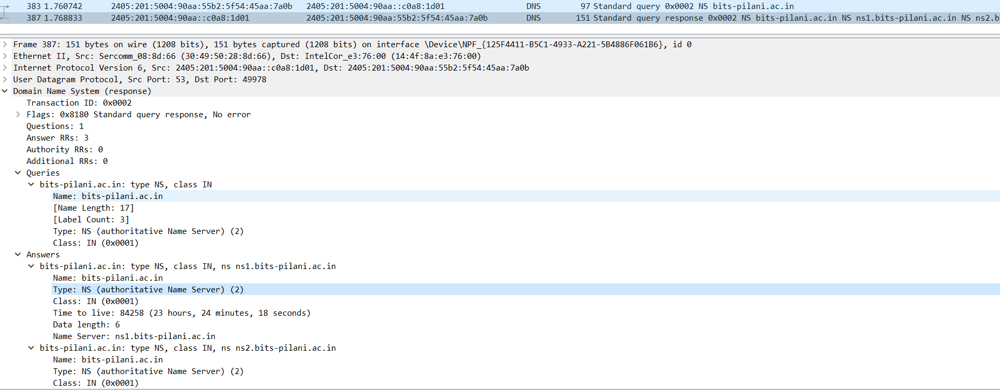 383 1.760742 2405:201:5004:90aa:55b2:5f54:45aa:7a0b 2405:201:5004:90aa::c0a8:1d01 DNS 97 Standard query 0x0002 NS bits-pilani.ac.in
387 1.768833 2405:201:5004:90aa::c0a8:1d01 2405:201:5004:90aa:55b2:5f54:45aa:7a0b DNS 151 Standard query response 0x0002 NS bits-pilani.ac.in NS ns1.bits-pilani.ac.in NS ns2.b
Frame 387: 151 bytes on wire (1208 bits), 151 bytes captured (1208 bits) on interface \Device\NPF_{125F4411-B5C1-4933-A221-5B4886F061B6}, id 0
Ethernet II, Src: Sercomm_08:8d:66 (30:49:50:28:8d:66), Dst: IntelCor_e3:76:00 (14:4f:8a:e3:76:00)
Internet Protocol Version 6, Src: 2405:201:5004:90aa::c0a8:1d01, Dst: 2405:201:5004:90aa:55b2:5f54:45aa:7a0b
User Datagram Protocol, Src Port: 53, Dst Port: 49978
Domain Name System (response)
Transaction ID: 0x0002
Flags: 0x8180 Standard query response, No error
Questions: 1
Answer RRs: 3
Authority RRs: 0
Additional RRs: 0
Queries
bits-pilani.ac.in: type NS, class IN
Name: bits-pilani.ac.in
[Name Length: 17]
[Label Count: 3]
Type: NS (authoritative Name Server) (2)
Class: IN (0x0001)
Answers
bits-pilani.ac.in: type NS, class IN, ns ns1.bits-pilani.ac.in
Name: bits-pilani.ac.in
Type: NS (authoritative Name Server) (2)
Class: IN (0x0001)
Time to live: 84258 (23 hours, 24 minutes, 18 seconds)
Data length: 6
Name Server: ns1.bits-pilani.ac.in
bits-pilani.ac.in: type NS, class IN, ns ns2.bits-pilani.ac.in
Name: bits-pilani.ac.in
Type: NS (authoritative Name Server) (2)
Class: IN (0x0001)